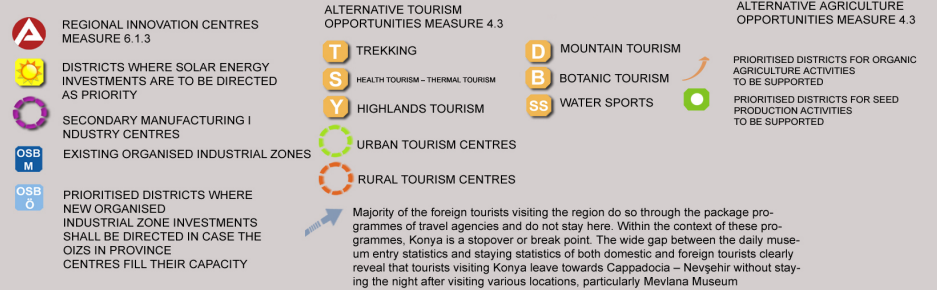 REGIONAL INNOVATION CENTRES
MEASURE 6.1.3
DISTRICTS WHERE SOLAR ENERGY
INVESTMENTS ARE TO BE DIRECTED
AS PRIORITY
SECONDARY MANUFACTURING I
NDUSTRY CENTRES
OSB
M
EXISTING ORGANISED INDUSTRIAL ZONES
OSB
Ö
PRIORITISED DISTRICTS WHERE
NEW ORGANISED
INDUSTRIAL ZONE INVESTMENTS
SHALL BE DIRECTED IN CASE THE
OIZS IN PROVINCE
CENTRES FILL THEIR CAPACITY
ALTERNATIVE TOURISM
OPPORTUNITIES MEASURE 4.3
T TREKKING
S HEALTH TOURISM – THERMAL TOURISM
Y HIGHLANDS TOURISM
URBAN TOURISM CENTRES
RURAL TOURISM CENTRES
D MOUNTAIN TOURISM
B BOTANIC TOURISM
SS WATER SPORTS
Majority of the foreign tourists visiting the region do so through the package pro-
grammes of travel agencies and do not stay here. Within the context of these pro-
grammes, Konya is a stopover or break point. The wide gap between the daily muse-
um entry statistics and staying statistics of both domestic and foreign tourists clearly
reveal that tourists visiting Konya leave towards Cappadocia – Nevşehir without stay-
ing the night after visiting various locations, particularly Mevlana Museum
ALTERNATIVE AGRICULTURE
OPPORTUNITIES MEASURE 4.3
PRIORITISED DISTRICTS FOR ORGANIC
AGRICULTURE ACTIVITIES
TO BE SUPPORTED
PRIORITISED DISTRICTS FOR SEED
PRODUCTION ACTIVITIES
TO BE SUPPORTED